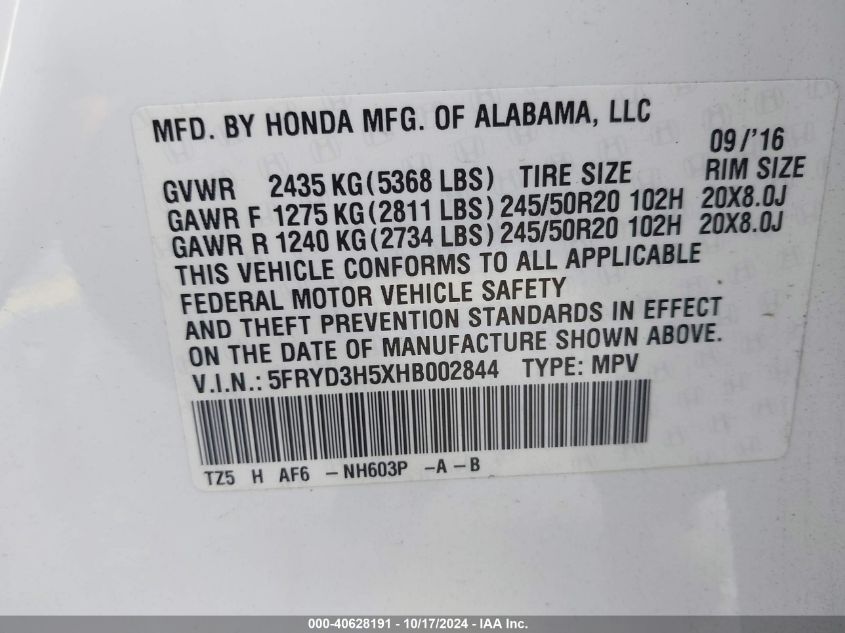 MFD. BY HONDA MFG. OF ALABAMA, LLC
09/'16
GVWR 2435 KG(5368 LBS) TIRE SIZE RIM SIZE
GAWR F 1275 KG(2811 LBS) 245/50R20 102H 20X8.0J
GAWR R 1240 KG(2734 LBS) 245/50R20 102H 20X8.0J
THIS VEHICLE CONFORMS TO ALL APPLICABLE
FEDERAL MOTOR VEHICLE SAFETY
AND THEFT PREVENTION STANDARDS IN EFFECT
ON THE DATE OF MANUFACTURE SHOWN ABOVE.
V.I.N.: 5FRYD3H5XHB002844 TYPE: MPV
TZ5 H AF6 -NH603P -A-B
000-40628191 - 10/17/2024 - IAA Inc.